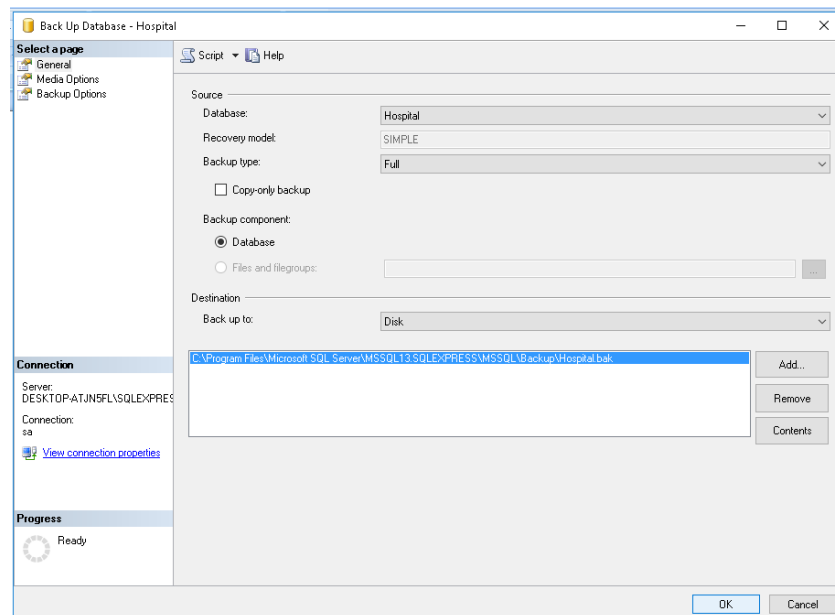 Back Up Database - Hospital
Select a page
General
Media Options
Backup Options
Script Help
Source
Database: Hospital
Recovery model: SIMPLE
Backup type: Full
Copy-only backup
Backup component:
Database
Files and filegroups: ...
Destination
Back up to: Disk
C:\Program Files\Microsoft SQL Server\MSSQL13.SQLEXPRESS\MSSQL\Backup\Hospital.bak
Add...
Remove
Contents
Connection
Server:
DESKTOP-ATJN5FL\SQLEXPRES
Connection:
sa
View connection properties
Progress
Ready
OK Cancel